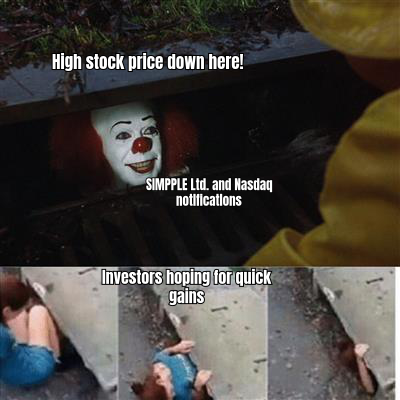 High stock price down here!
SIMPPLE Ltd. and Nasdaq
notifications
Investors hoping for quick
gains